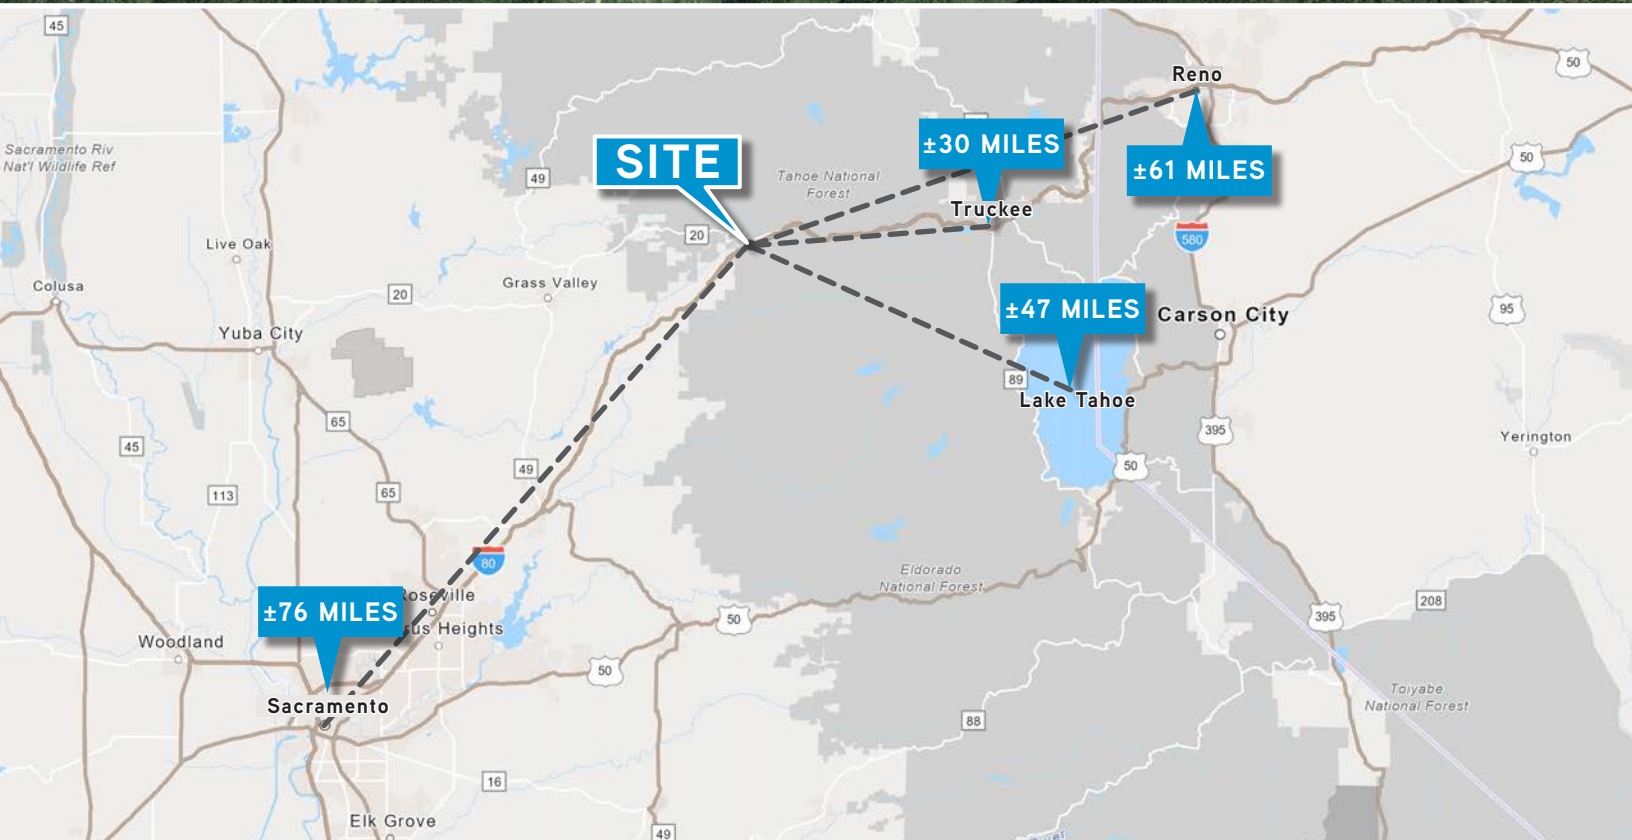 45
Reno
50
±30 MILES
SITE
Sacramento Riv
Nat'l Wildlife Ref
50
±61 MILES
49
Tahoe National
Forest
Truckee
20
580
Live Oak
Grass Valley
Colusa
20
±47 MILES
Carson City
95
Yuba City
89
Lake Tahoe
65
395
45
Yerington
49
50
65
113
80
Eldorado
National Forest
Roseville
±76 MILES
208
50
395
us Heights
Woodland
50
Toiyabe
National Forest
Sacramento
88
16
Elk Grove
49